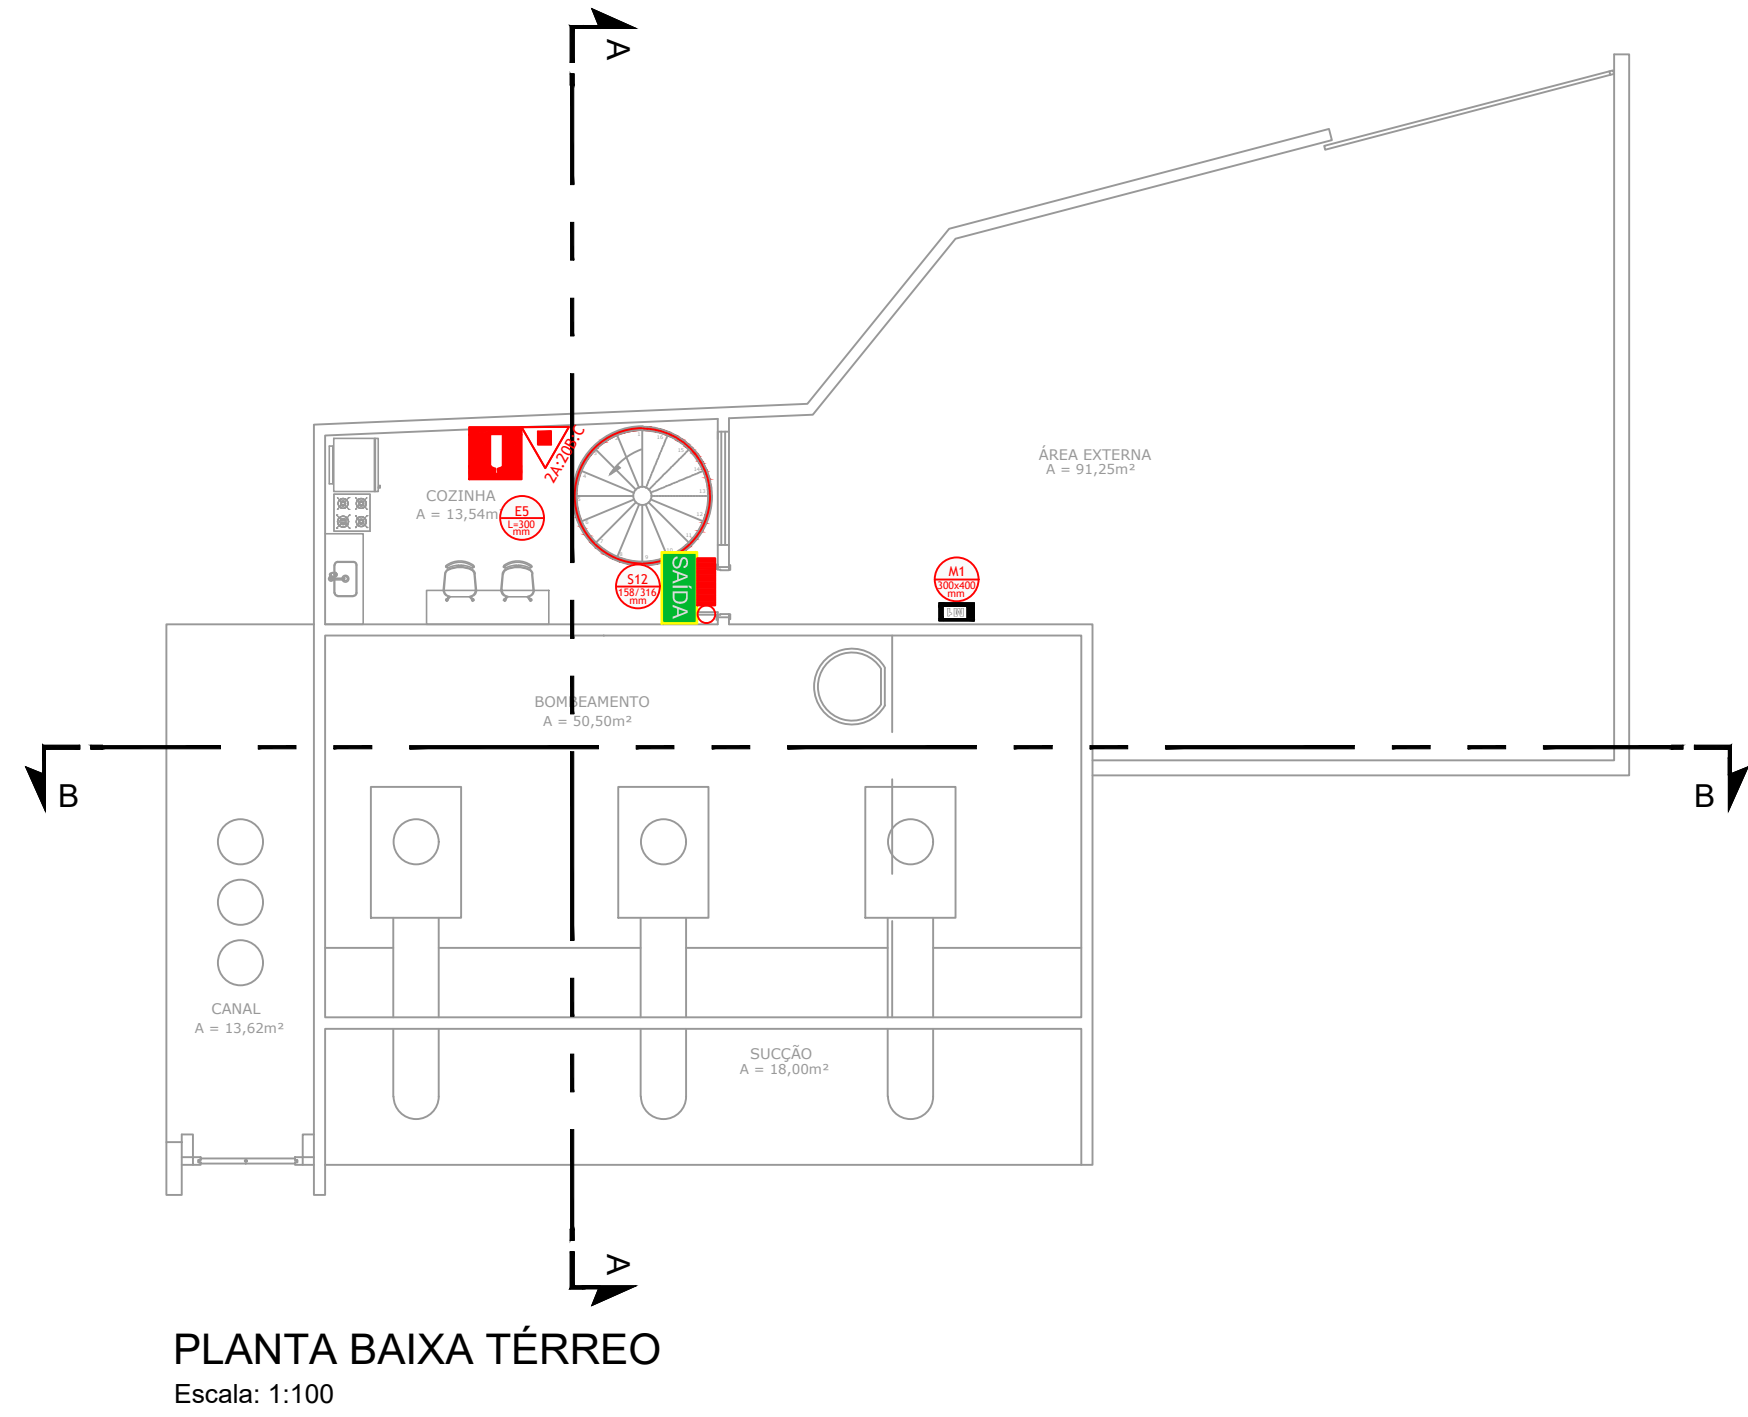 A
ÁREA EXTERNA
A = 91,25m²
2A:20B:C
COZINHA
A = 13,54m
E5
L=300
mm
S12
158/316
mm
SAÍDA
M1
300x400
mm
BOMBEAMENTO
A = 50,50m²
B
B
CANAL
A = 13,62m²
SUCÇÃO
A = 18,00m²
A
PLANTA BAIXA TÉRREO
Escala: 1:100